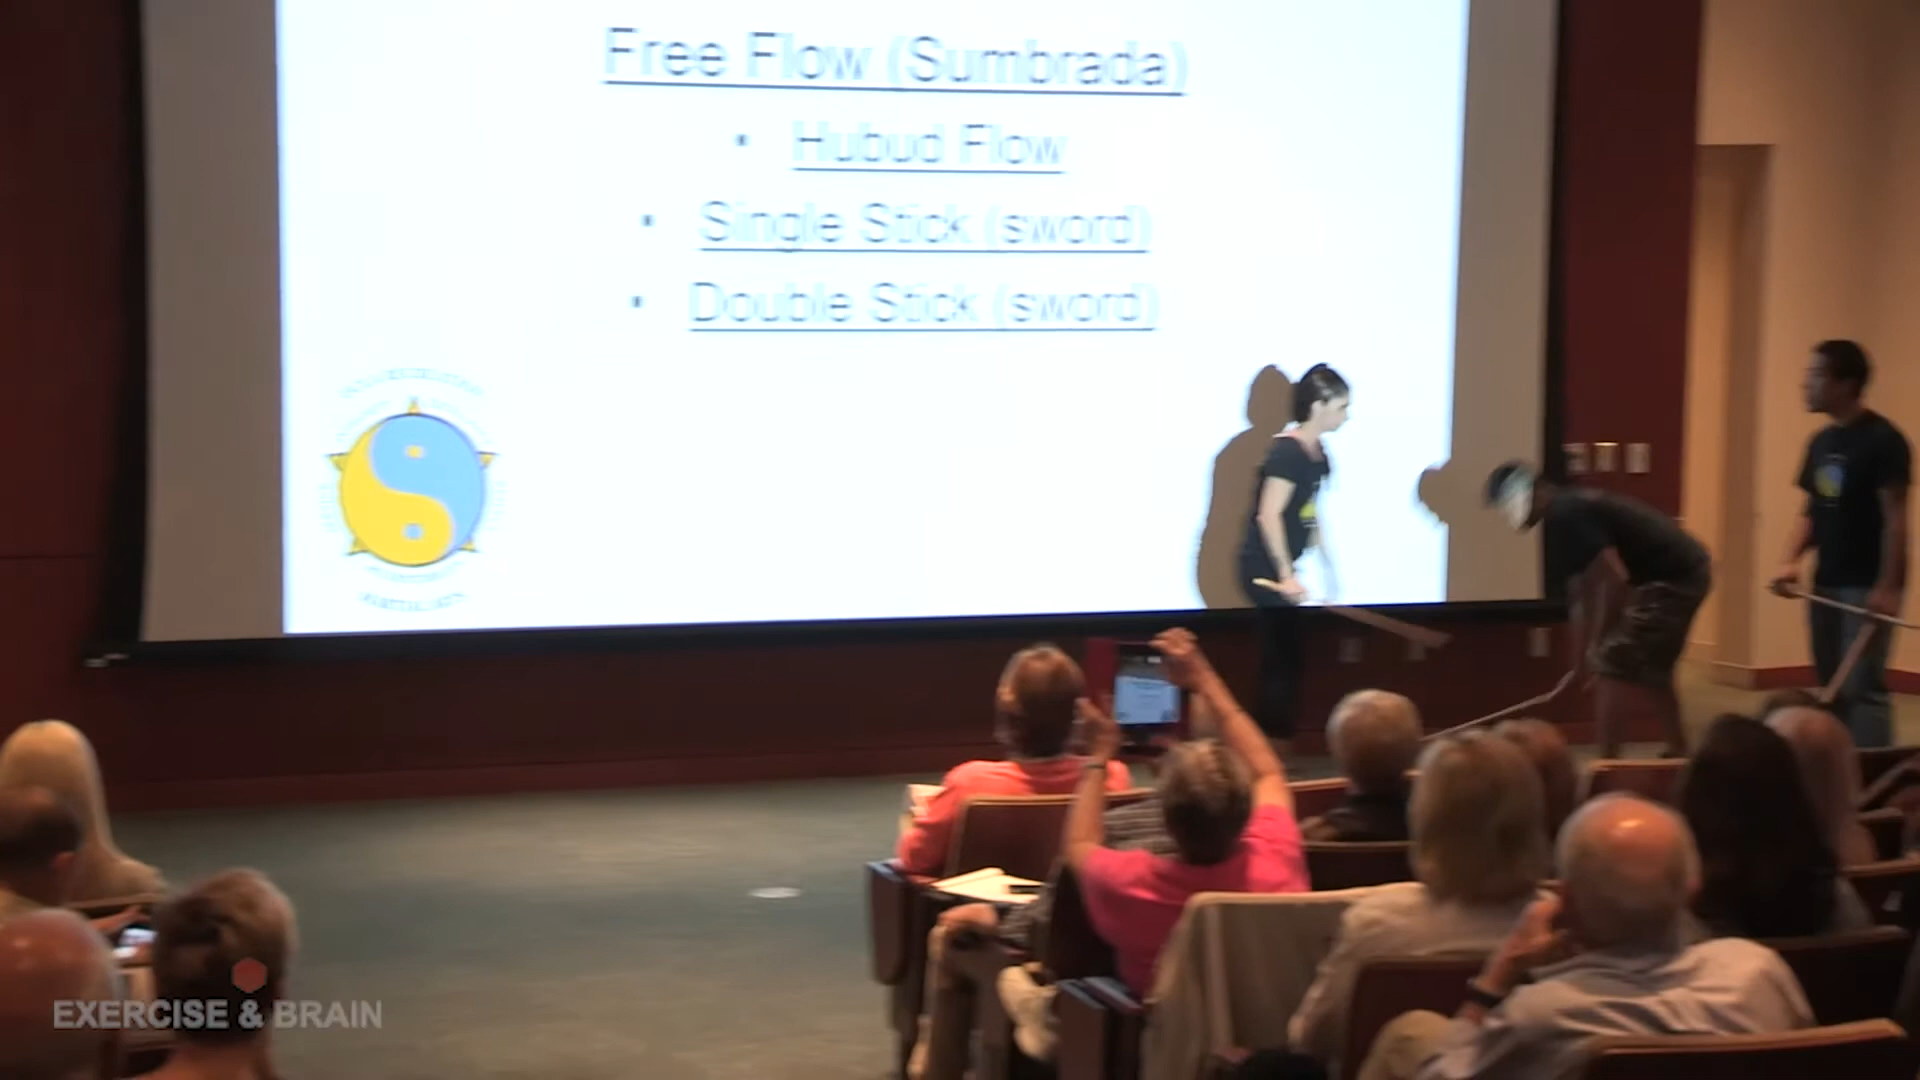 Free Flow (Sumbrada)
• Hubud Flow
• Single Stick (sword)
• Double Stick (sword)
EXERCISE & BRAIN